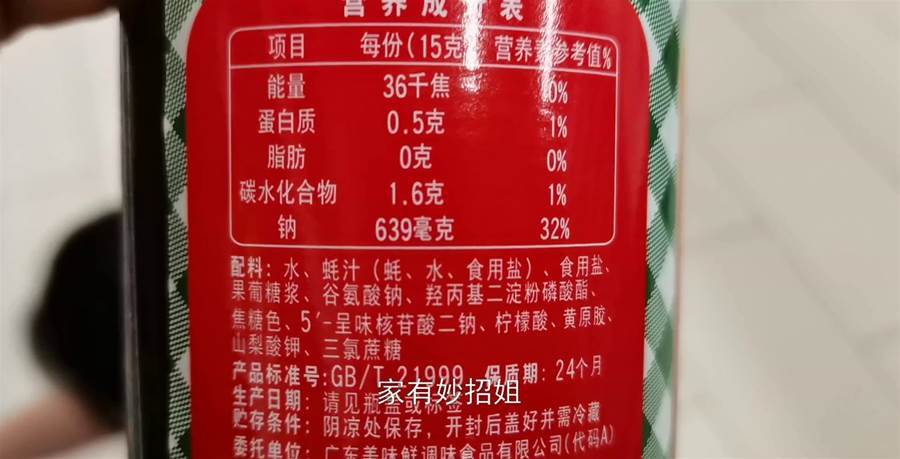 营养成分表
项目 每份(15克) 营养素参考值%
能量 36千焦 0%
蛋白质 0.5克 1%
脂肪 0克 0%
碳水化合物 1.6克 1%
钠 639毫克 32%
配料:水、蚝汁(蚝、水、食用盐)、食用盐、
果葡糖浆、谷氨酸钠、羟丙基二淀粉磷酸酯、
焦糖色、5′-呈味核苷酸二钠、柠檬酸、黄原胶、
山梨酸钾、三氯蔗糖
产品标准号:GB/T 21999 保质期:24个月
生产日期:请见瓶盖或标签
贮存条件:阴凉处保存,开封后盖好并需冷藏
委托单位:广东美味鲜调味食品有限公司(代码A)
家有妙招姐